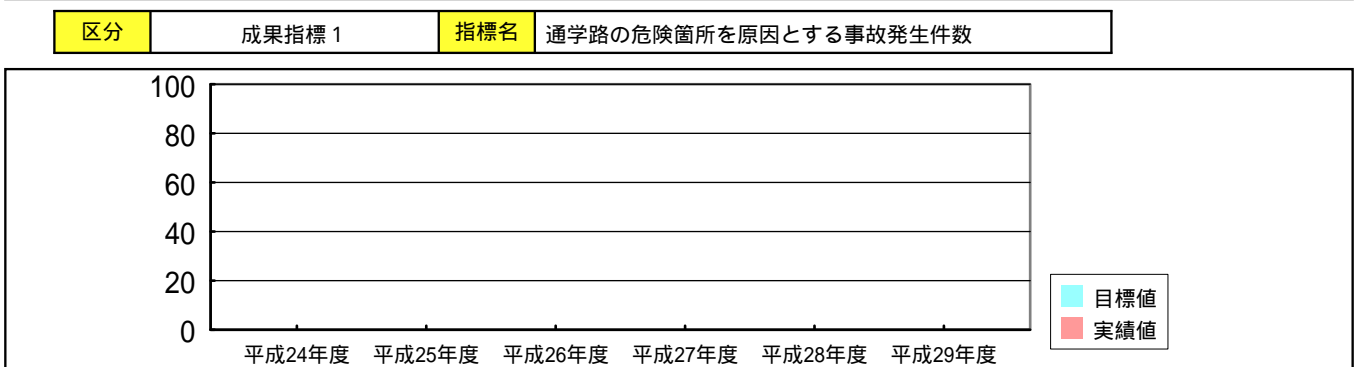 区分 成果指標1 指標名 通学路の危険箇所を原因とする事故発生件数
100
80
60
40
20
0
平成24年度 平成25年度 平成26年度 平成27年度 平成28年度 平成29年度
目標値
実績値